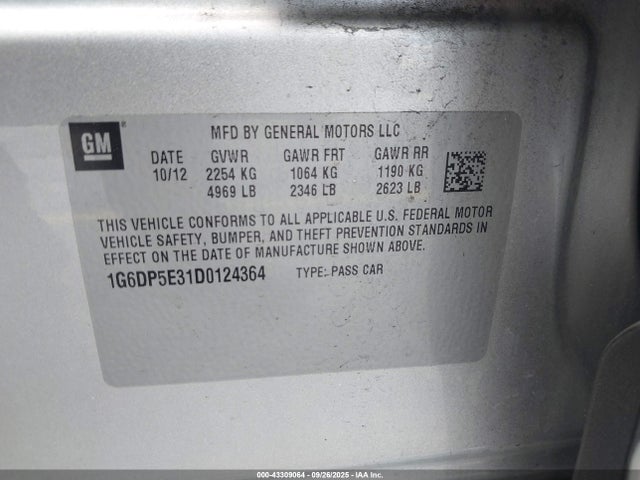 GM
MFD BY GENERAL MOTORS LLC
DATE GVWR GAWR FRT GAWR RR
10/12 2254 KG 1064 KG 1190 KG
4969 LB 2346 LB 2623 LB
THIS VEHICLE CONFORMS TO ALL APPLICABLE U.S. FEDERAL MOTOR
VEHICLE SAFETY, BUMPER, AND THEFT PREVENTION STANDARDS IN
EFFECT ON THE DATE OF MANUFACTURE SHOWN ABOVE.
1G6DP5E31D0124364 TYPE: PASS CAR
000-43309064 - 09/26/2025 - IAAI, Inc.